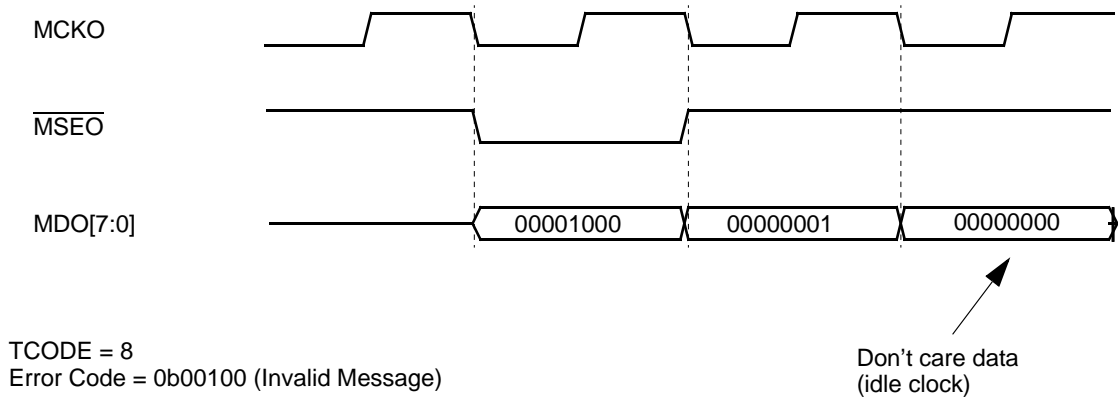 MCKO
MSEO
MDO[7:0]
00001000
00000001
00000000
TCODE = 8
Error Code = 0b00100 (Invalid Message)
Don't care data
(idle clock)